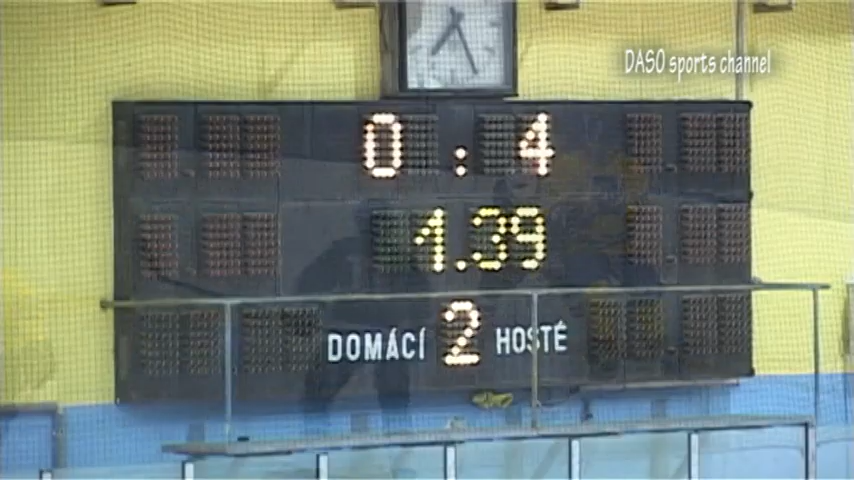 DASO sports channel
0 : 4
1.39
DOMÁCÍ 2 HOSTÉ